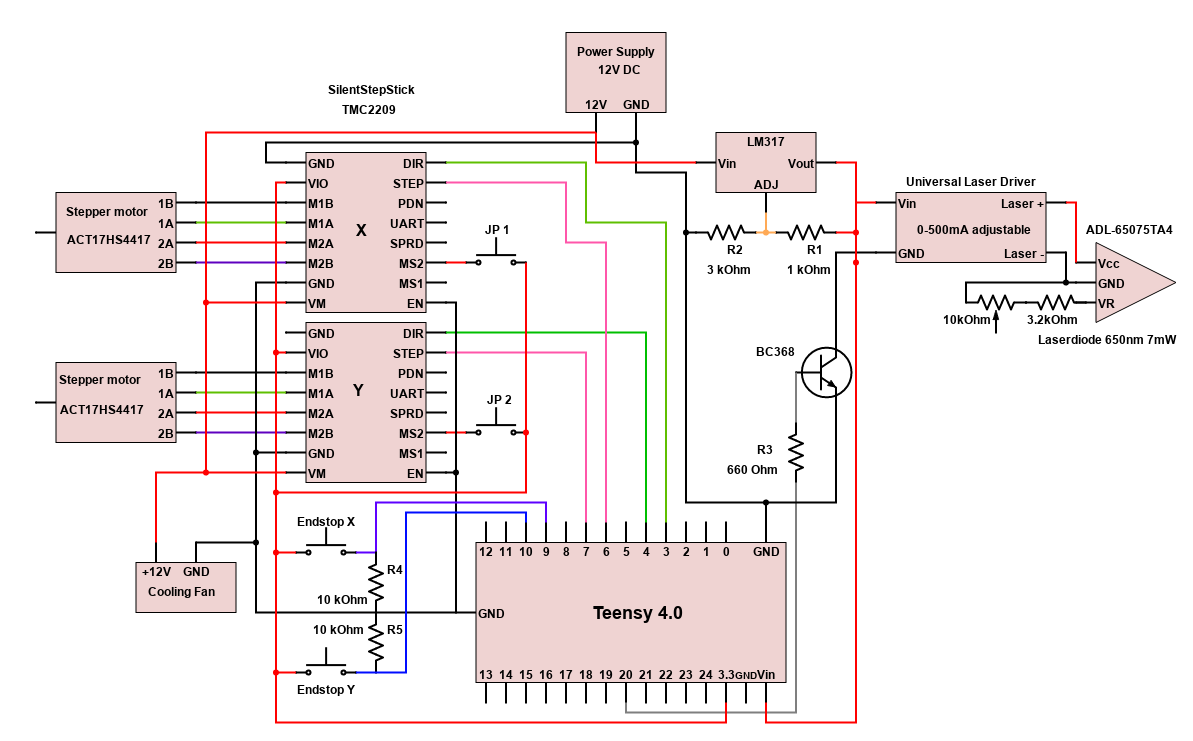 Power Supply
12V DC
12V GND
SilentStepStick
TMC2209
LM317
Vin Vout
ADJ
Universal Laser Driver
Vin Laser +
0-500mA adjustable
GND Laser -
ADL-65075TA4
Vcc
GND
VR
10kOhm 3.2kOhm
Laserdiode 650nm 7mW
R2 R1
3 kOhm 1 kOhm
BC368
R3
660 Ohm
Stepper motor
ACT17HS4417
1B
1A
2A
2B
GND DIR
VIO STEP
M1B PDN
M1A X UART
M2A SPRD
M2B MS2
GND MS1
VM EN
JP 1
Stepper motor
ACT17HS4417
1B
1A
2A
2B
GND DIR
VIO STEP
M1B PDN
M1A Y UART
M2A SPRD
M2B MS2
GND MS1
VM EN
JP 2
+12V GND
Cooling Fan
Endstop X
R4
10 kOhm
10 kOhm R5
Endstop Y
12 11 10 9 8 7 6 5 4 3 2 1 0 GND
GND Teensy 4.0
13 14 15 16 17 18 19 20 21 22 23 24 3.3 GND Vin